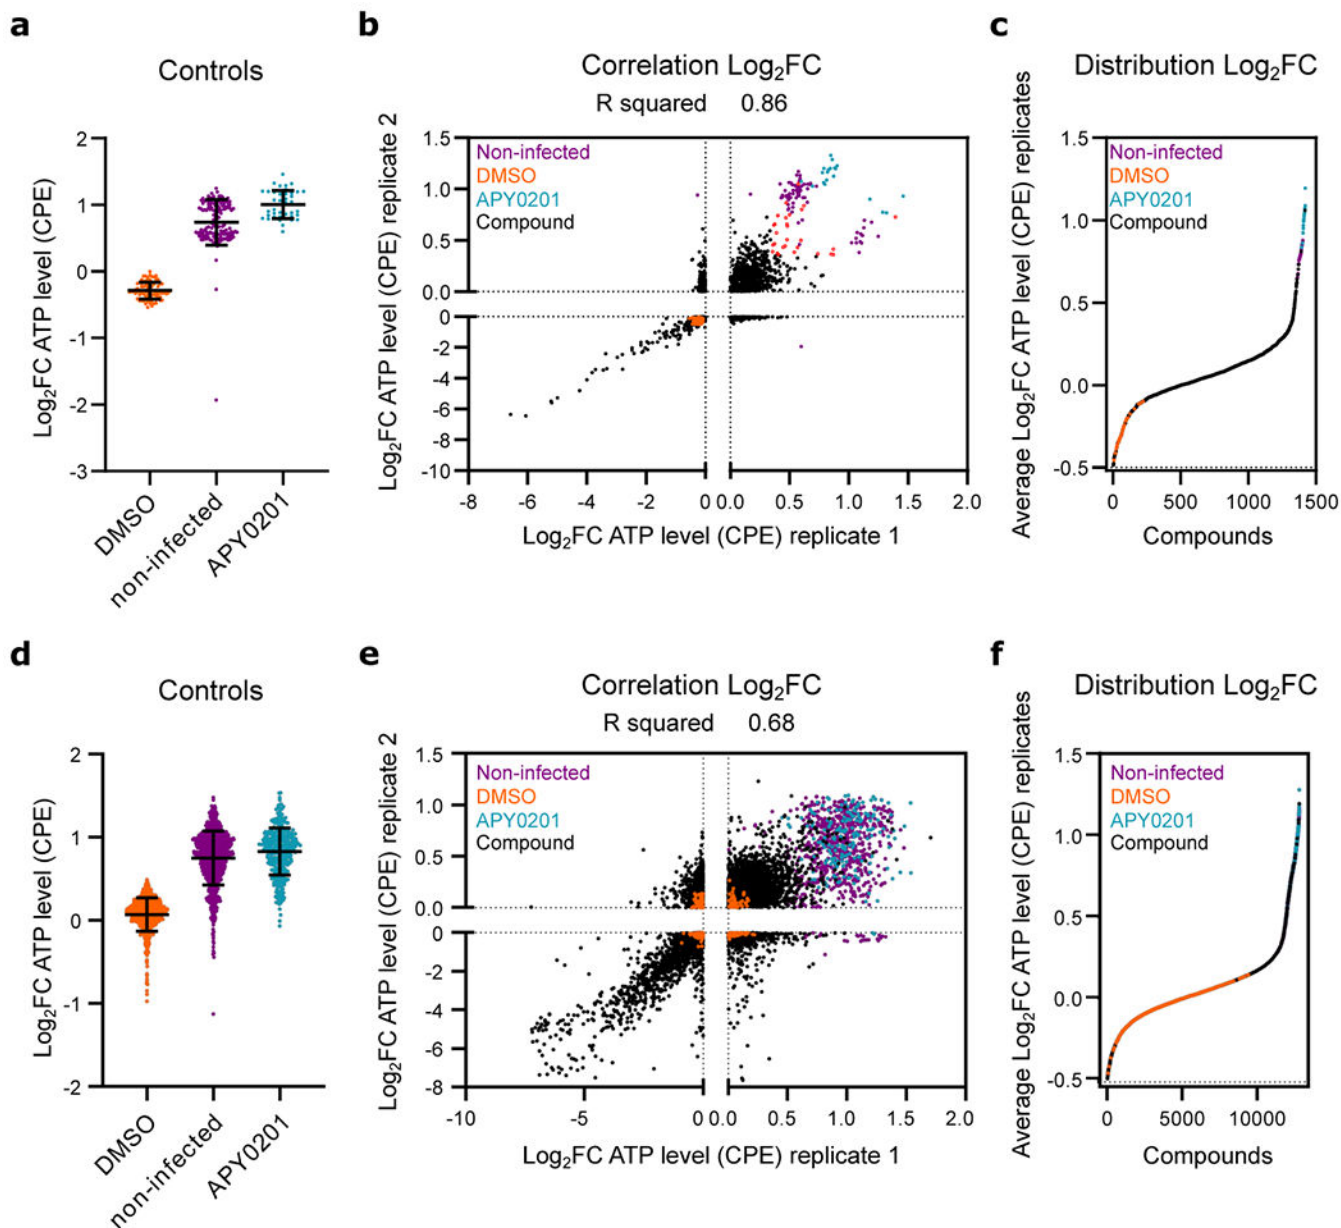 a
Controls
Log₂FC ATP level (CPE)
2
1
0
-1
-2
-3
DMSO
non-infected
APY0201
b
Correlation Log₂FC
R squared 0.86
Log₂FC ATP level (CPE) replicate 2
1.5
1.0
0.5
0.0
0
-2
-4
-6
-8
-10
Non-infected
DMSO
APY0201
Compound
-8 -6 -4 -2 0 0.0 0.5 1.0 1.5 2.0
Log₂FC ATP level (CPE) replicate 1
c
Distribution Log₂FC
Average Log₂FC ATP level (CPE) replicates
1.5
1.0
0.5
0.0
-0.5
Non-infected
DMSO
APY0201
Compound
0 500 1000 1500
Compounds
d
Controls
Log₂FC ATP level (CPE)
2
1
0
-1
-2
DMSO
non-infected
APY0201
e
Correlation Log₂FC
R squared 0.68
Log₂FC ATP level (CPE) replicate 2
1.5
1.0
0.5
0.0
0
-2
-4
-6
-8
Non-infected
DMSO
APY0201
Compound
-10 -5 0 0.0 0.5 1.0 1.5 2.0
Log₂FC ATP level (CPE) replicate 1
f
Distribution Log₂FC
Average Log₂FC ATP level (CPE) replicates
1.5
1.0
0.5
0.0
-0.5
Non-infected
DMSO
APY0201
Compound
0 5000 10000
Compounds